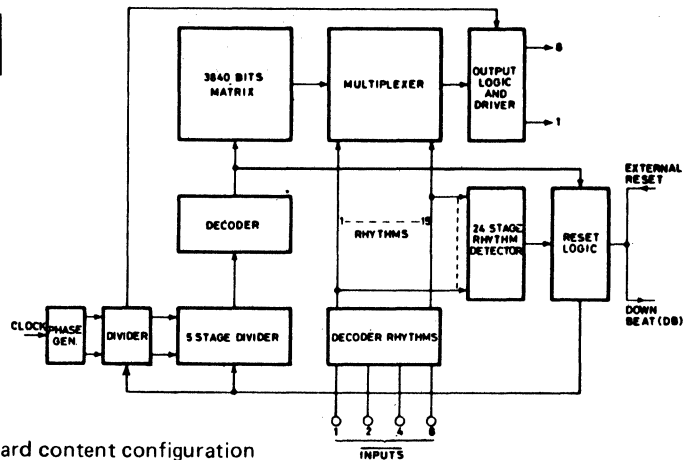 3840 BITS
MATRIX
MULTIPLEXER
OUTPUT
LOGIC
AND
DRIVER
8
1
EXTERNAL
RESET
DECODER
1 - - - - - - - - - 15
RHYTHMS
24 STAGE
RHYTHM
DETECTOR
RESET
LOGIC
DOWN
BEAT (DB)
CLOCK
PHASE
GEN.
DIVIDER
5 STAGE DIVIDER
DECODER RHYTHMS
1 2 4 8
INPUTS
ard content configuration